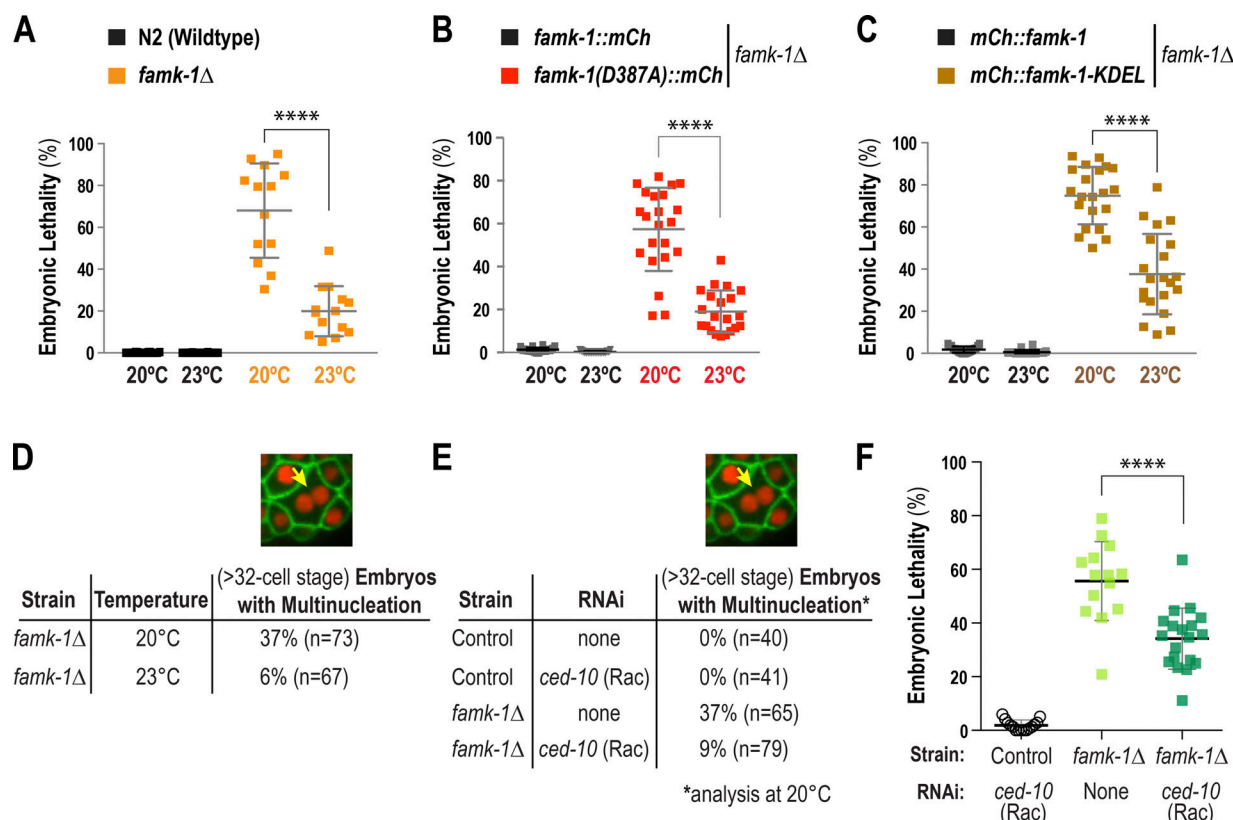 A
N2 (Wildtype)
famk-1Δ
Embryonic Lethality (%)
100
80
60
40
20
0
****
20ºC 23ºC 20ºC 23ºC
B
famk-1::mCh
famk-1(D387A)::mCh
famk-1Δ
Embryonic Lethality (%)
100
80
60
40
20
0
****
20ºC 23ºC 20ºC 23ºC
C
mCh::famk-1
mCh::famk-1-KDEL
famk-1Δ
Embryonic Lethality (%)
100
80
60
40
20
0
****
20ºC 23ºC 20ºC 23ºC
D
(>32-cell stage) Embryos
Strain Temperature with Multinucleation
famk-1Δ 20°C 37% (n=73)
famk-1Δ 23°C 6% (n=67)
E
(>32-cell stage) Embryos
Strain RNAi with Multinucleation*
Control none 0% (n=40)
Control ced-10 (Rac) 0% (n=41)
famk-1Δ none 37% (n=65)
famk-1Δ ced-10 (Rac) 9% (n=79)
*analysis at 20°C
F
Embryonic Lethality (%)
100
80
60
40
20
0
****
Strain: Control famk-1Δ famk-1Δ
RNAi: ced-10 None ced-10
(Rac) (Rac)